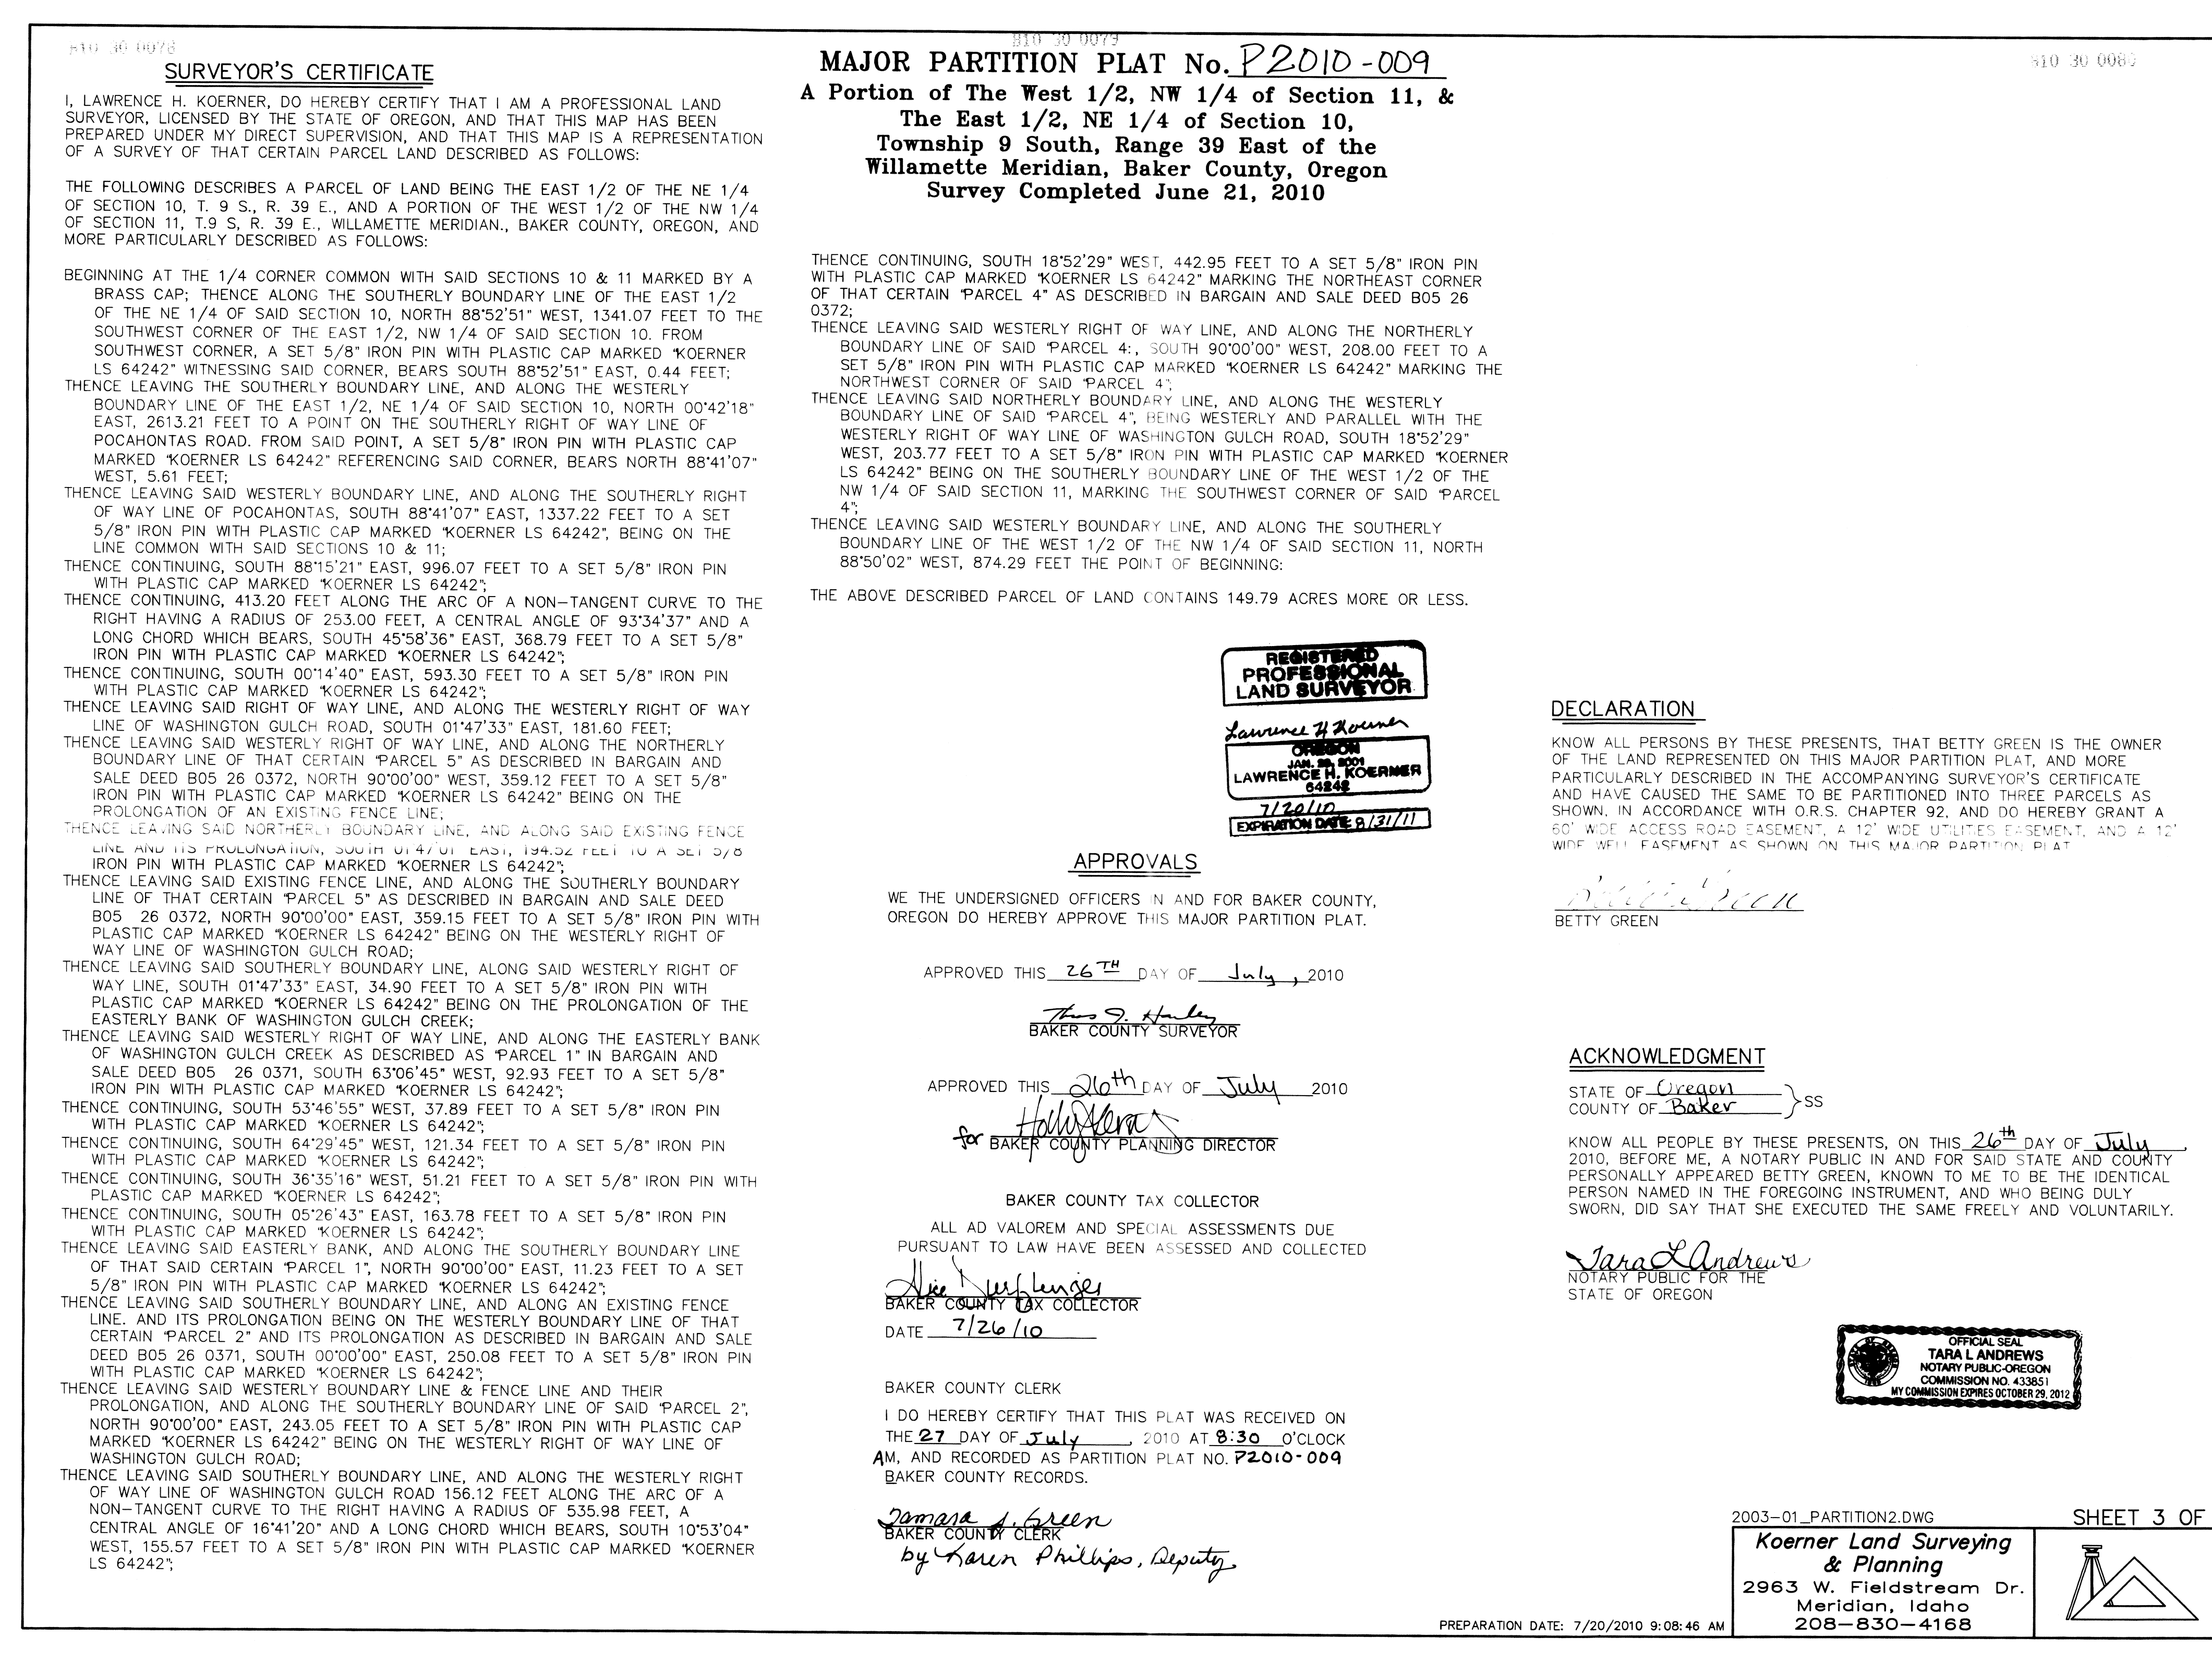 B10 30 0078
SURVEYOR'S CERTIFICATE
I, LAWRENCE H. KOERNER, DO HEREBY CERTIFY THAT I AM A PROFESSIONAL LAND
SURVEYOR, LICENSED BY THE STATE OF OREGON, AND THAT THIS MAP HAS BEEN
PREPARED UNDER MY DIRECT SUPERVISION, AND THAT THIS MAP IS A REPRESENTATION
OF A SURVEY OF THAT CERTAIN PARCEL LAND DESCRIBED AS FOLLOWS:
THE FOLLOWING DESCRIBES A PARCEL OF LAND BEING THE EAST 1/2 OF THE NE 1/4
OF SECTION 10, T. 9 S., R. 39 E., AND A PORTION OF THE WEST 1/2 OF THE NW 1/4
OF SECTION 11, T.9 S, R. 39 E., WILLAMETTE MERIDIAN., BAKER COUNTY, OREGON, AND
MORE PARTICULARLY DESCRIBED AS FOLLOWS:
BEGINNING AT THE 1/4 CORNER COMMON WITH SAID SECTIONS 10 & 11 MARKED BY A
BRASS CAP; THENCE ALONG THE SOUTHERLY BOUNDARY LINE OF THE EAST 1/2
OF THE NE 1/4 OF SAID SECTION 10, NORTH 88°52'51" WEST, 1341.07 FEET TO THE
SOUTHWEST CORNER OF THE EAST 1/2, NW 1/4 OF SAID SECTION 10. FROM
SOUTHWEST CORNER, A SET 5/8" IRON PIN WITH PLASTIC CAP MARKED "KOERNER
LS 64242" WITNESSING SAID CORNER, BEARS SOUTH 88°52'51" EAST, 0.44 FEET;
THENCE LEAVING THE SOUTHERLY BOUNDARY LINE, AND ALONG THE WESTERLY
BOUNDARY LINE OF THE EAST 1/2, NE 1/4 OF SAID SECTION 10, NORTH 00°42'18"
EAST, 2613.21 FEET TO A POINT ON THE SOUTHERLY RIGHT OF WAY LINE OF
POCAHONTAS ROAD. FROM SAID POINT, A SET 5/8" IRON PIN WITH PLASTIC CAP
MARKED "KOERNER LS 64242" REFERENCING SAID CORNER, BEARS NORTH 88°41'07"
WEST, 5.61 FEET;
THENCE LEAVING SAID WESTERLY BOUNDARY LINE, AND ALONG THE SOUTHERLY RIGHT
OF WAY LINE OF POCAHONTAS, SOUTH 88°41'07" EAST, 1337.22 FEET TO A SET
5/8" IRON PIN WITH PLASTIC CAP MARKED "KOERNER LS 64242", BEING ON THE
LINE COMMON WITH SAID SECTIONS 10 & 11;
THENCE CONTINUING, SOUTH 88°15'21" EAST, 996.07 FEET TO A SET 5/8" IRON PIN
WITH PLASTIC CAP MARKED "KOERNER LS 64242";
THENCE CONTINUING, 413.20 FEET ALONG THE ARC OF A NON-TANGENT CURVE TO THE
RIGHT HAVING A RADIUS OF 253.00 FEET, A CENTRAL ANGLE OF 93°34'37" AND A
LONG CHORD WHICH BEARS, SOUTH 45°58'36" EAST, 368.79 FEET TO A SET 5/8"
IRON PIN WITH PLASTIC CAP MARKED "KOERNER LS 64242";
THENCE CONTINUING, SOUTH 00°14'40" EAST, 593.30 FEET TO A SET 5/8" IRON PIN
WITH PLASTIC CAP MARKED "KOERNER LS 64242";
THENCE LEAVING SAID RIGHT OF WAY LINE, AND ALONG THE WESTERLY RIGHT OF WAY
LINE OF WASHINGTON GULCH ROAD, SOUTH 01°47'33" EAST, 181.60 FEET;
THENCE LEAVING SAID WESTERLY RIGHT OF WAY LINE, AND ALONG THE NORTHERLY
BOUNDARY LINE OF THAT CERTAIN "PARCEL 5" AS DESCRIBED IN BARGAIN AND
SALE DEED B05 26 0372, NORTH 90°00'00" WEST, 359.12 FEET TO A SET 5/8"
IRON PIN WITH PLASTIC CAP MARKED "KOERNER LS 64242" BEING ON THE
PROLONGATION OF AN EXISTING FENCE LINE;
THENCE LEAVING SAID NORTHERLY BOUNDARY LINE, AND ALONG SAID EXISTING FENCE
LINE AND ITS PROLONGATION, SOUTH 01°47'01" EAST, 194.52 FEET TO A SET 5/8"
IRON PIN WITH PLASTIC CAP MARKED "KOERNER LS 64242";
THENCE LEAVING SAID EXISTING FENCE LINE, AND ALONG THE SOUTHERLY BOUNDARY
LINE OF THAT CERTAIN "PARCEL 5" AS DESCRIBED IN BARGAIN AND SALE DEED
B05 26 0372, NORTH 90°00'00" EAST, 359.15 FEET TO A SET 5/8" IRON PIN WITH
PLASTIC CAP MARKED "KOERNER LS 64242" BEING ON THE WESTERLY RIGHT OF
WAY LINE OF WASHINGTON GULCH ROAD;
THENCE LEAVING SAID SOUTHERLY BOUNDARY LINE, ALONG SAID WESTERLY RIGHT OF
WAY LINE, SOUTH 01°47'33" EAST, 34.90 FEET TO A SET 5/8" IRON PIN WITH
PLASTIC CAP MARKED "KOERNER LS 64242" BEING ON THE PROLONGATION OF THE
EASTERLY BANK OF WASHINGTON GULCH CREEK;
THENCE LEAVING SAID WESTERLY RIGHT OF WAY LINE, AND ALONG THE EASTERLY BANK
OF WASHINGTON GULCH CREEK AS DESCRIBED AS "PARCEL 1" IN BARGAIN AND
SALE DEED B05 26 0371, SOUTH 63°06'45" WEST, 92.93 FEET TO A SET 5/8"
IRON PIN WITH PLASTIC CAP MARKED "KOERNER LS 64242";
THENCE CONTINUING, SOUTH 53°46'55" WEST, 37.89 FEET TO A SET 5/8" IRON PIN
WITH PLASTIC CAP MARKED "KOERNER LS 64242";
THENCE CONTINUING, SOUTH 64°29'45" WEST, 121.34 FEET TO A SET 5/8" IRON PIN
WITH PLASTIC CAP MARKED "KOERNER LS 64242";
THENCE CONTINUING, SOUTH 36°35'16" WEST, 51.21 FEET TO A SET 5/8" IRON PIN WITH
PLASTIC CAP MARKED "KOERNER LS 64242";
THENCE CONTINUING, SOUTH 05°26'43" EAST, 163.78 FEET TO A SET 5/8" IRON PIN
WITH PLASTIC CAP MARKED "KOERNER LS 64242";
THENCE LEAVING SAID EASTERLY BANK, AND ALONG THE SOUTHERLY BOUNDARY LINE
OF THAT SAID CERTAIN "PARCEL 1", NORTH 90°00'00" EAST, 11.23 FEET TO A SET
5/8" IRON PIN WITH PLASTIC CAP MARKED "KOERNER LS 64242";
THENCE LEAVING SAID SOUTHERLY BOUNDARY LINE, AND ALONG AN EXISTING FENCE
LINE. AND ITS PROLONGATION BEING ON THE WESTERLY BOUNDARY LINE OF THAT
CERTAIN "PARCEL 2" AND ITS PROLONGATION AS DESCRIBED IN BARGAIN AND SALE
DEED B05 26 0371, SOUTH 00°00'00" EAST, 250.08 FEET TO A SET 5/8" IRON PIN
WITH PLASTIC CAP MARKED "KOERNER LS 64242";
THENCE LEAVING SAID WESTERLY BOUNDARY LINE & FENCE LINE AND THEIR
PROLONGATION, AND ALONG THE SOUTHERLY BOUNDARY LINE OF SAID "PARCEL 2",
NORTH 90°00'00" EAST, 243.05 FEET TO A SET 5/8" IRON PIN WITH PLASTIC CAP
MARKED "KOERNER LS 64242" BEING ON THE WESTERLY RIGHT OF WAY LINE OF
WASHINGTON GULCH ROAD;
THENCE LEAVING SAID SOUTHERLY BOUNDARY LINE, AND ALONG THE WESTERLY RIGHT
OF WAY LINE OF WASHINGTON GULCH ROAD 156.12 FEET ALONG THE ARC OF A
NON-TANGENT CURVE TO THE RIGHT HAVING A RADIUS OF 535.98 FEET, A
CENTRAL ANGLE OF 16°41'20" AND A LONG CHORD WHICH BEARS, SOUTH 10°53'04"
WEST, 155.57 FEET TO A SET 5/8" IRON PIN WITH PLASTIC CAP MARKED "KOERNER
LS 64242";
B10 30 0079
MAJOR PARTITION PLAT No. P2010-009
A Portion of The West 1/2, NW 1/4 of Section 11, &
The East 1/2, NE 1/4 of Section 10,
Township 9 South, Range 39 East of the
Willamette Meridian, Baker County, Oregon
Survey Completed June 21, 2010
THENCE CONTINUING, SOUTH 18°52'29" WEST, 442.95 FEET TO A SET 5/8" IRON PIN
WITH PLASTIC CAP MARKED "KOERNER LS 64242" MARKING THE NORTHEAST CORNER
OF THAT CERTAIN "PARCEL 4" AS DESCRIBED IN BARGAIN AND SALE DEED B05 26
0372;
THENCE LEAVING SAID WESTERLY RIGHT OF WAY LINE, AND ALONG THE NORTHERLY
BOUNDARY LINE OF SAID "PARCEL 4:, SOUTH 90°00'00" WEST, 208.00 FEET TO A
SET 5/8" IRON PIN WITH PLASTIC CAP MARKED "KOERNER LS 64242" MARKING THE
NORTHWEST CORNER OF SAID "PARCEL 4";
THENCE LEAVING SAID NORTHERLY BOUNDARY LINE, AND ALONG THE WESTERLY
BOUNDARY LINE OF SAID "PARCEL 4", BEING WESTERLY AND PARALLEL WITH THE
WESTERLY RIGHT OF WAY LINE OF WASHINGTON GULCH ROAD, SOUTH 18°52'29"
WEST, 203.77 FEET TO A SET 5/8" IRON PIN WITH PLASTIC CAP MARKED "KOERNER
LS 64242" BEING ON THE SOUTHERLY BOUNDARY LINE OF THE WEST 1/2 OF THE
NW 1/4 OF SAID SECTION 11, MARKING THE SOUTHWEST CORNER OF SAID "PARCEL
4";
THENCE LEAVING SAID WESTERLY BOUNDARY LINE, AND ALONG THE SOUTHERLY
BOUNDARY LINE OF THE WEST 1/2 OF THE NW 1/4 OF SAID SECTION 11, NORTH
88°50'02" WEST, 874.29 FEET THE POINT OF BEGINNING:
THE ABOVE DESCRIBED PARCEL OF LAND CONTAINS 149.79 ACRES MORE OR LESS.
REGISTERED
PROFESSIONAL
LAND SURVEYOR
Lawrence H Koerner
OREGON
JAN. 2001
LAWRENCE H. KOERNER
64242
7/20/10
EXPIRATION DATE: 8/31/11
APPROVALS
WE THE UNDERSIGNED OFFICERS IN AND FOR BAKER COUNTY,
OREGON DO HEREBY APPROVE THIS MAJOR PARTITION PLAT.
APPROVED THIS 26TH DAY OF July, 2010
BAKER COUNTY SURVEYOR
APPROVED THIS 26th DAY OF July 2010
Holly Kerns
for BAKER COUNTY PLANNING DIRECTOR
BAKER COUNTY TAX COLLECTOR
ALL AD VALOREM AND SPECIAL ASSESSMENTS DUE
PURSUANT TO LAW HAVE BEEN ASSESSED AND COLLECTED
BAKER COUNTY TAX COLLECTOR
DATE 7/26/10
BAKER COUNTY CLERK
I DO HEREBY CERTIFY THAT THIS PLAT WAS RECEIVED ON
THE 27 DAY OF July, 2010 AT 8:30 O'CLOCK
AM, AND RECORDED AS PARTITION PLAT NO. P2010-009
BAKER COUNTY RECORDS.
Tamara J. Green
BAKER COUNTY CLERK
by Karen Phillips, Deputy
B10 30 0080
DECLARATION
KNOW ALL PERSONS BY THESE PRESENTS, THAT BETTY GREEN IS THE OWNER
OF THE LAND REPRESENTED ON THIS MAJOR PARTITION PLAT, AND MORE
PARTICULARLY DESCRIBED IN THE ACCOMPANYING SURVEYOR'S CERTIFICATE
AND HAVE CAUSED THE SAME TO BE PARTITIONED INTO THREE PARCELS AS
SHOWN, IN ACCORDANCE WITH O.R.S. CHAPTER 92, AND DO HEREBY GRANT A
60' WIDE ACCESS ROAD EASEMENT, A 12' WIDE UTILITIES EASEMENT, AND A 12'
WIDE WELL EASEMENT AS SHOWN ON THIS MAJOR PARTITION PLAT
Betty Green
BETTY GREEN
ACKNOWLEDGMENT
STATE OF Oregon
COUNTY OF Baker SS
KNOW ALL PEOPLE BY THESE PRESENTS, ON THIS 26th DAY OF July,
2010, BEFORE ME, A NOTARY PUBLIC IN AND FOR SAID STATE AND COUNTY
PERSONALLY APPEARED BETTY GREEN, KNOWN TO ME TO BE THE IDENTICAL
PERSON NAMED IN THE FOREGOING INSTRUMENT, AND WHO BEING DULY
SWORN, DID SAY THAT SHE EXECUTED THE SAME FREELY AND VOLUNTARILY.
Tara L Andrews
NOTARY PUBLIC FOR THE
STATE OF OREGON
OFFICIAL SEAL
TARA L ANDREWS
NOTARY PUBLIC-OREGON
COMMISSION NO. 433851
MY COMMISSION EXPIRES OCTOBER 29, 2012
2003-01_PARTITION2.DWG
SHEET 3 OF
Koerner Land Surveying
& Planning
2963 W. Fieldstream Dr.
Meridian, Idaho
208-830-4168
PREPARATION DATE: 7/20/2010 9:08:46 AM